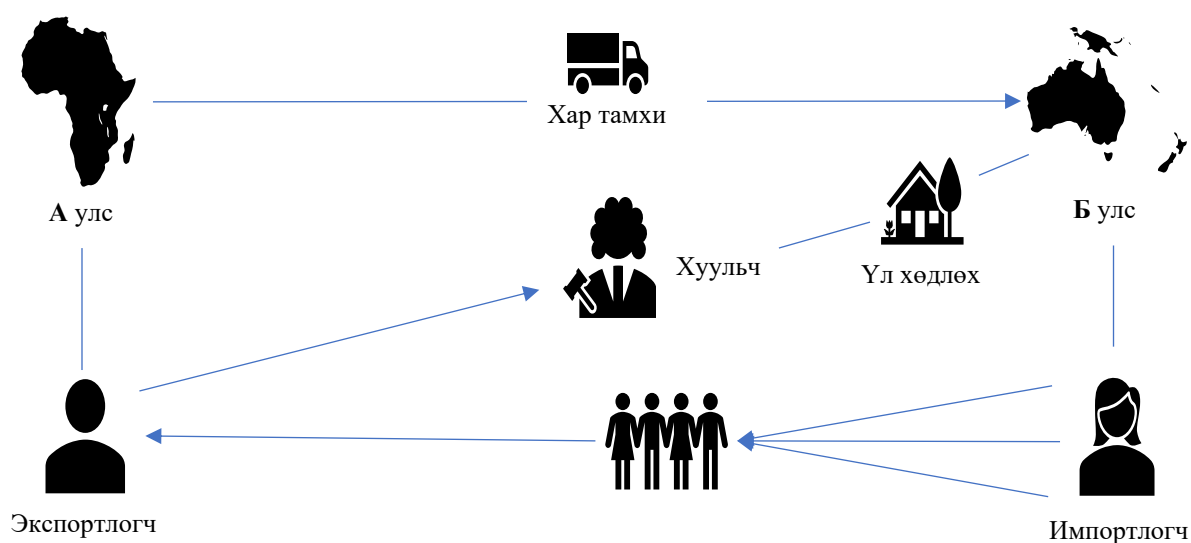 Хар тамхи
А улс
Б улс
Хуульч
Үл хөдлөх
Экспортлогч
Импортлогч